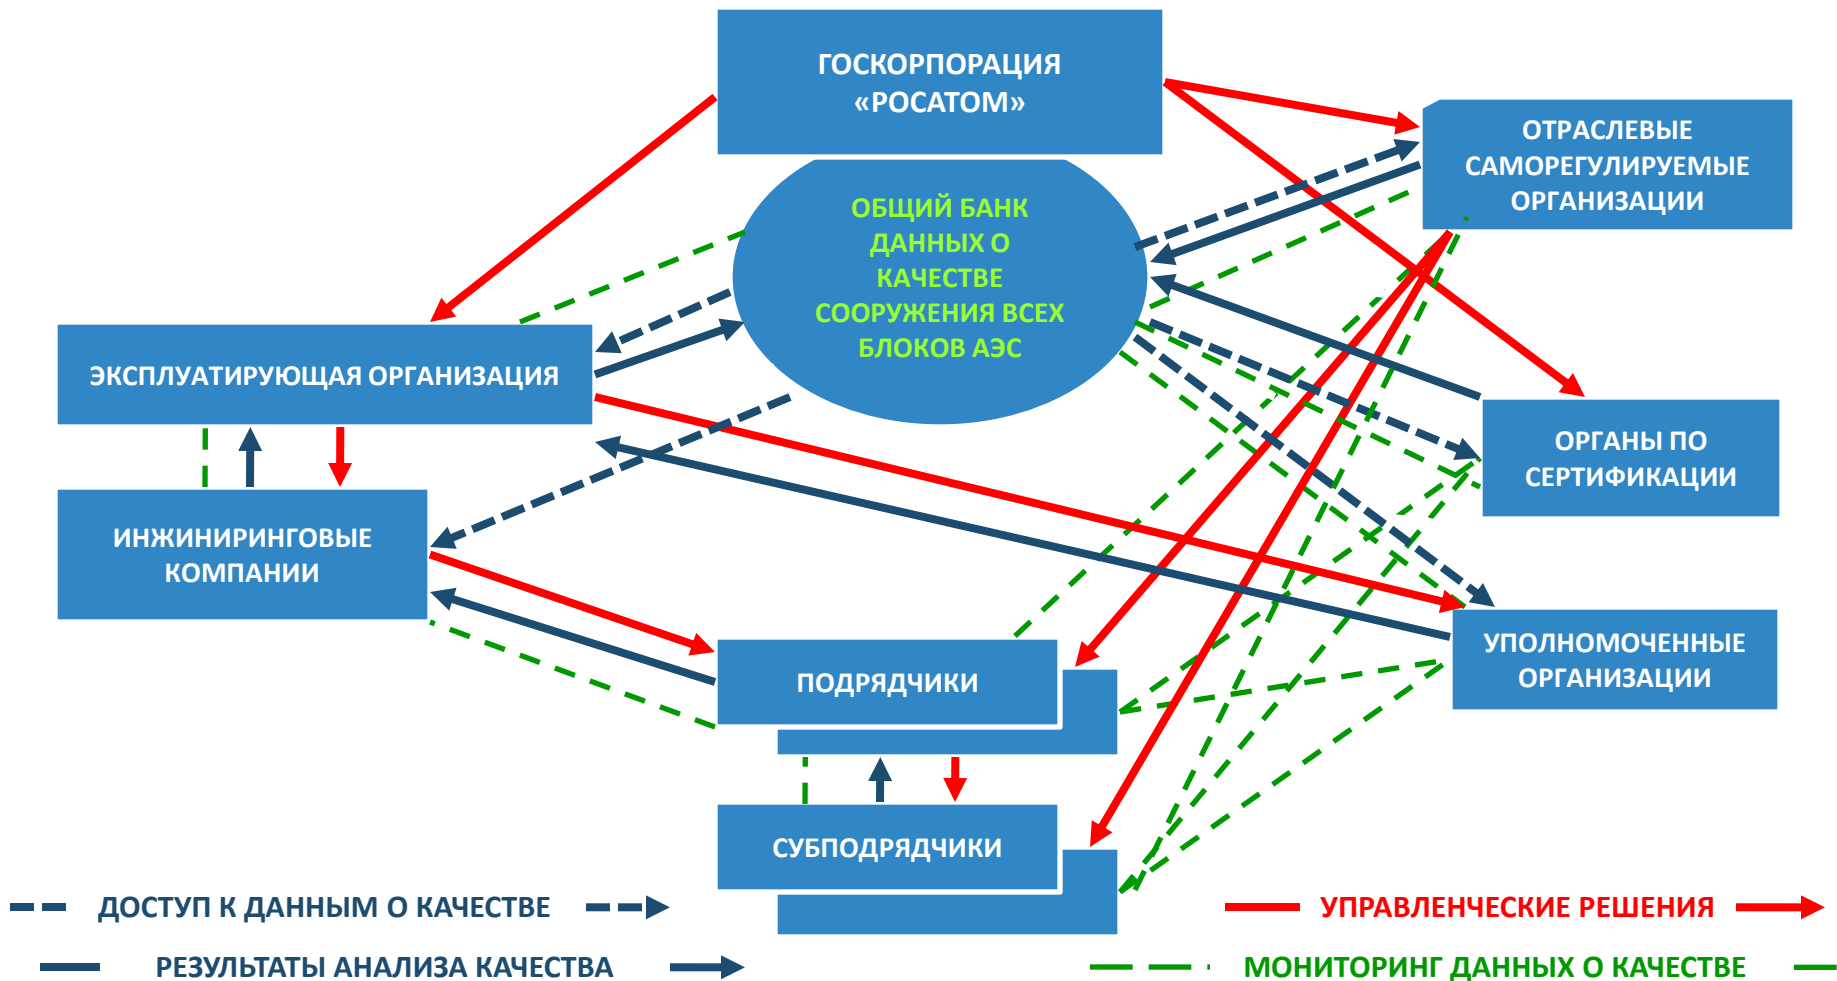 ГОСКОРПОРАЦИЯ
«РОСАТОМ»
ОТРАСЛЕВЫЕ
САМОРЕГУЛИРУЕМЫЕ
ОРГАНИЗАЦИИ
ОБЩИЙ БАНК
ДАННЫХ О
КАЧЕСТВЕ
СООРУЖЕНИЯ ВСЕХ
БЛОКОВ АЭС
ЭКСПЛУАТИРУЮЩАЯ ОРГАНИЗАЦИЯ
ОРГАНЫ ПО
СЕРТИФИКАЦИИ
ИНЖИНИРИНГОВЫЕ
КОМПАНИИ
УПОЛНОМОЧЕННЫЕ
ОРГАНИЗАЦИИ
ПОДРЯДЧИКИ
СУБПОДРЯДЧИКИ
ДОСТУП К ДАННЫМ О КАЧЕСТВЕ
УПРАВЛЕНЧЕСКИЕ РЕШЕНИЯ
РЕЗУЛЬТАТЫ АНАЛИЗА КАЧЕСТВА
МОНИТОРИНГ ДАННЫХ О КАЧЕСТВЕ